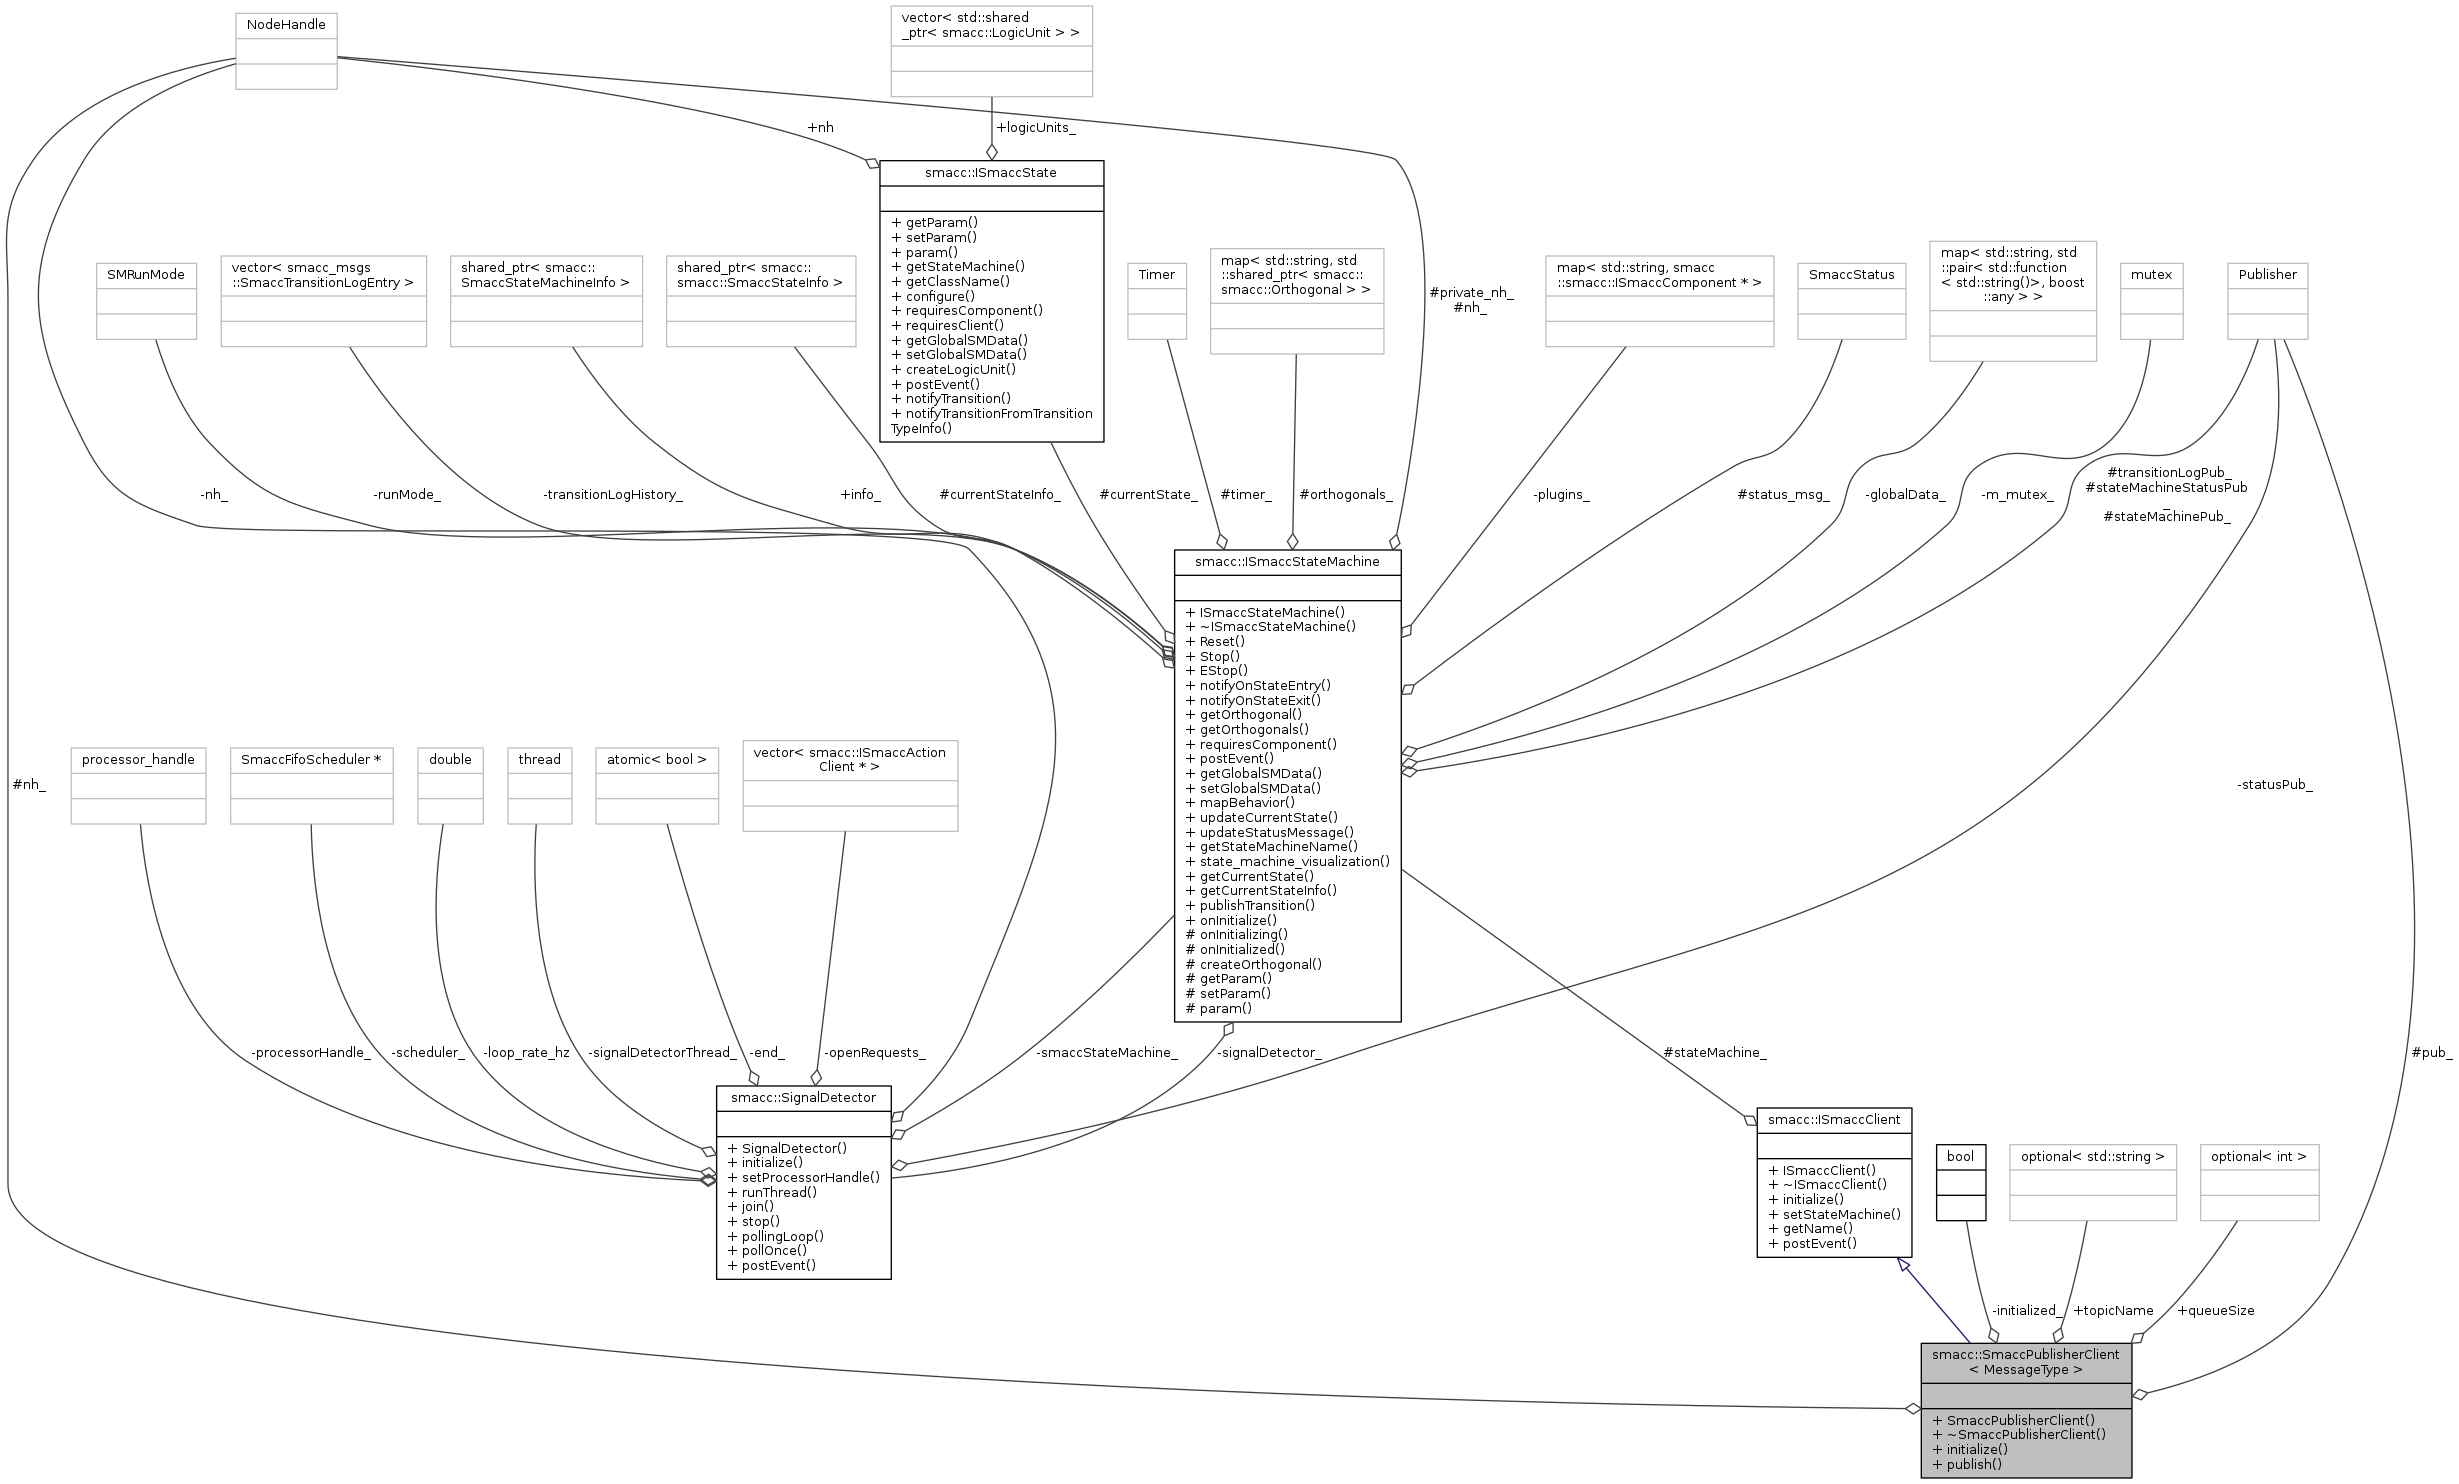 NodeHandle
vector< std::shared
_ptr< smacc::LogicUnit > >
+nh
+logicUnits_
smacc::ISmaccState
+ getParam()
+ setParam()
+ param()
+ getStateMachine()
+ getClassName()
+ configure()
+ requiresComponent()
+ requiresClient()
+ getGlobalSMData()
+ setGlobalSMData()
+ createLogicUnit()
+ postEvent()
+ notifyTransition()
+ notifyTransitionFromTransition
TypeInfo()
SMRunMode
vector< smacc_msgs
::SmaccTransitionLogEntry >
shared_ptr< smacc::
SmaccStateMachineInfo >
shared_ptr< smacc::
smacc::SmaccStateInfo >
Timer
map< std::string, std
::shared_ptr< smacc::
smacc::Orthogonal > >
#private_nh_
#nh_
map< std::string, smacc
::smacc::ISmaccComponent * >
SmaccStatus
map< std::string, std
::pair< std::function
< std::string()>, boost
::any > >
mutex
Publisher
-nh_
-runMode_
-transitionLogHistory_
+info_
#currentStateInfo_
#currentState_
#timer_
#orthogonals_
-plugins_
#status_msg_
-globalData_
-m_mutex_
#transitionLogPub_
#stateMachineStatusPub
_
#stateMachinePub_
smacc::ISmaccStateMachine
+ ISmaccStateMachine()
+ ~ISmaccStateMachine()
+ Reset()
+ Stop()
+ EStop()
+ notifyOnStateEntry()
+ notifyOnStateExit()
+ getOrthogonal()
+ getOrthogonals()
+ requiresComponent()
+ postEvent()
+ getGlobalSMData()
+ setGlobalSMData()
+ mapBehavior()
+ updateCurrentState()
+ updateStatusMessage()
+ getStateMachineName()
+ state_machine_visualization()
+ getCurrentState()
+ getCurrentStateInfo()
+ publishTransition()
+ onInitialize()
# onInitializing()
# onInitialized()
# createOrthogonal()
# getParam()
# setParam()
# param()
#nh_
processor_handle
SmaccFifoScheduler *
double
thread
atomic< bool >
vector< smacc::ISmaccAction
Client * >
-statusPub_
-processorHandle_
-scheduler_
-loop_rate_hz
-signalDetectorThread_
-end_
-openRequests_
-smaccStateMachine_
-signalDetector_
#stateMachine_
#pub_
smacc::SignalDetector
+ SignalDetector()
+ initialize()
+ setProcessorHandle()
+ runThread()
+ join()
+ stop()
+ pollingLoop()
+ pollOnce()
+ postEvent()
smacc::ISmaccClient
+ ISmaccClient()
+ ~ISmaccClient()
+ initialize()
+ setStateMachine()
+ getName()
+ postEvent()
bool
optional< std::string >
optional< int >
-initialized_
+topicName
+queueSize
smacc::SmaccPublisherClient
< MessageType >
+ SmaccPublisherClient()
+ ~SmaccPublisherClient()
+ initialize()
+ publish()